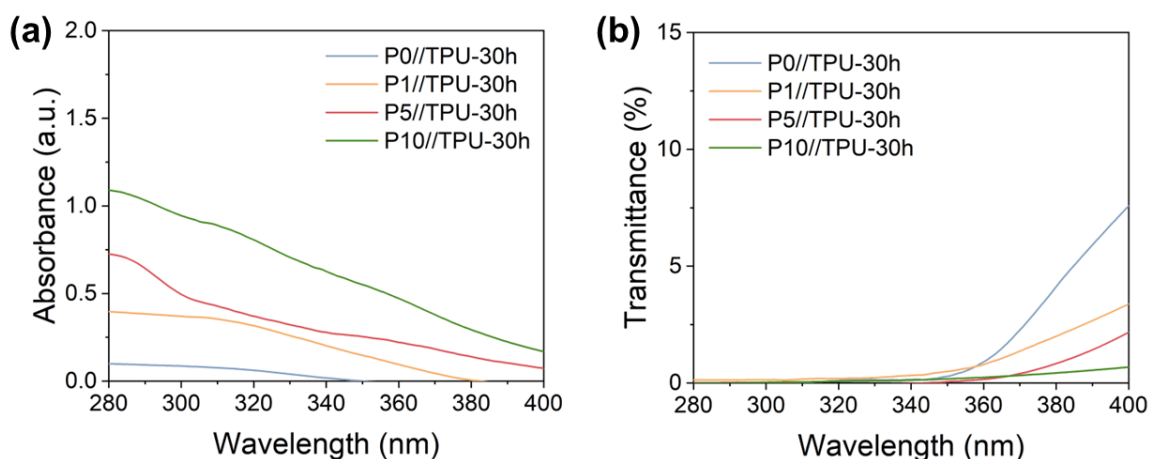 (a)
2.0
1.5
1.0
0.5
0.0
Absorbance (a.u.)
P0//TPU-30h
P1//TPU-30h
P5//TPU-30h
P10//TPU-30h
280 300 320 340 360 380 400
Wavelength (nm)
(b)
15
10
5
0
Transmittance (%)
P0//TPU-30h
P1//TPU-30h
P5//TPU-30h
P10//TPU-30h
280 300 320 340 360 380 400
Wavelength (nm)